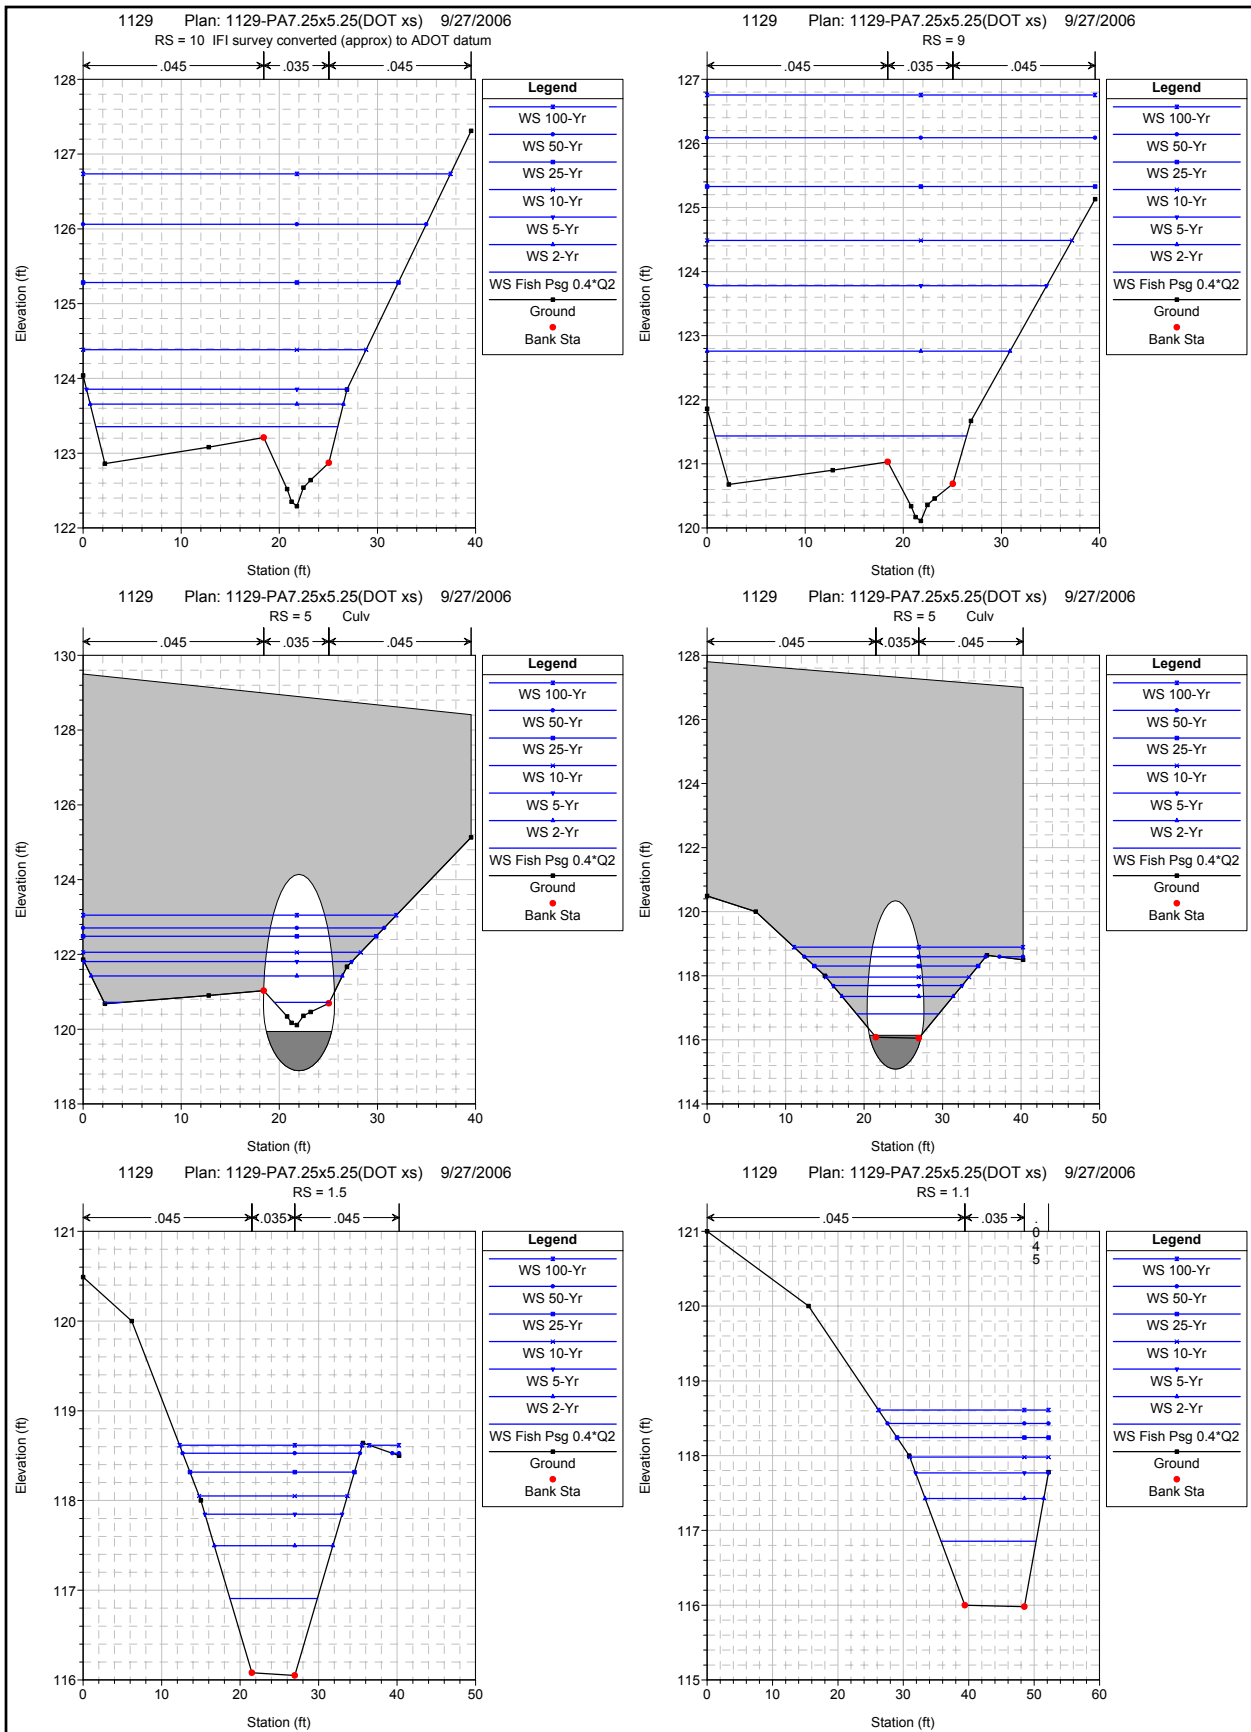 1129 Plan: 1129-PA7.25x5.25(DOT xs) 9/27/2006
RS = 10 IFI survey converted (approx) to ADOT datum
.045 .035 .045
128
127
126
125
124
123
122
Elevation (ft)
0 10 20 30 40
Station (ft)
Legend
WS 100-Yr
WS 50-Yr
WS 25-Yr
WS 10-Yr
WS 5-Yr
WS 2-Yr
WS Fish Psg 0.4*Q2
Ground
Bank Sta
1129 Plan: 1129-PA7.25x5.25(DOT xs) 9/27/2006
RS = 9
.045 .035 .045
127
126
125
124
123
122
121
120
Elevation (ft)
0 10 20 30 40
Station (ft)
Legend
WS 100-Yr
WS 50-Yr
WS 25-Yr
WS 10-Yr
WS 5-Yr
WS 2-Yr
WS Fish Psg 0.4*Q2
Ground
Bank Sta
1129 Plan: 1129-PA7.25x5.25(DOT xs) 9/27/2006
RS = 5 Culv
.045 .035 .045
130
128
126
124
122
120
118
Elevation (ft)
0 10 20 30 40
Station (ft)
Legend
WS 100-Yr
WS 50-Yr
WS 25-Yr
WS 10-Yr
WS 5-Yr
WS 2-Yr
WS Fish Psg 0.4*Q2
Ground
Bank Sta
1129 Plan: 1129-PA7.25x5.25(DOT xs) 9/27/2006
RS = 5 Culv
.045 .035 .045
128
126
124
122
120
118
116
114
Elevation (ft)
0 10 20 30 40 50
Station (ft)
Legend
WS 100-Yr
WS 50-Yr
WS 25-Yr
WS 10-Yr
WS 5-Yr
WS 2-Yr
WS Fish Psg 0.4*Q2
Ground
Bank Sta
1129 Plan: 1129-PA7.25x5.25(DOT xs) 9/27/2006
RS = 1.5
.045 .035 .045
121
120
119
118
117
116
Elevation (ft)
0 10 20 30 40 50
Station (ft)
Legend
WS 100-Yr
WS 50-Yr
WS 25-Yr
WS 10-Yr
WS 5-Yr
WS 2-Yr
WS Fish Psg 0.4*Q2
Ground
Bank Sta
1129 Plan: 1129-PA7.25x5.25(DOT xs) 9/27/2006
RS = 1.1
.045 .035 .045
121
120
119
118
117
116
115
Elevation (ft)
0 10 20 30 40 50 60
Station (ft)
Legend
WS 100-Yr
WS 50-Yr
WS 25-Yr
WS 10-Yr
WS 5-Yr
WS 2-Yr
WS Fish Psg 0.4*Q2
Ground
Bank Sta